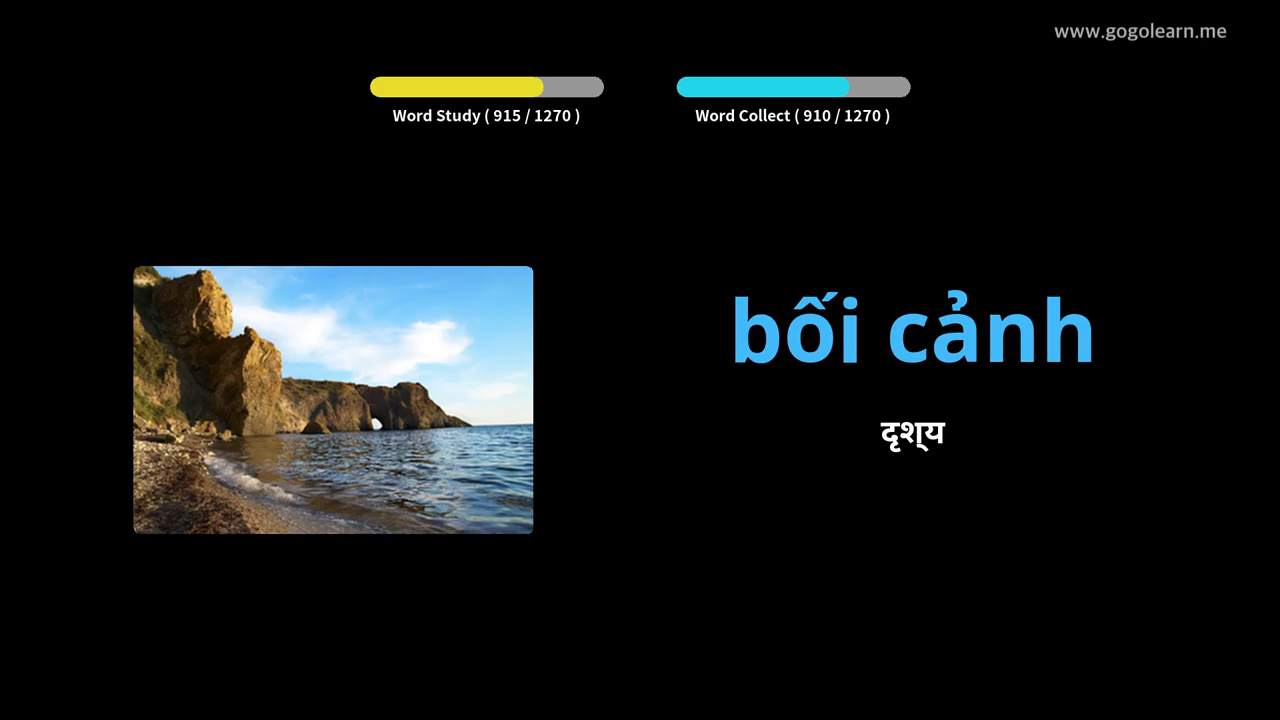 www.gogolearn.me
Word Study ( 915 / 1270 )
Word Collect ( 910 / 1270 )
bối cảnh
दृश्य